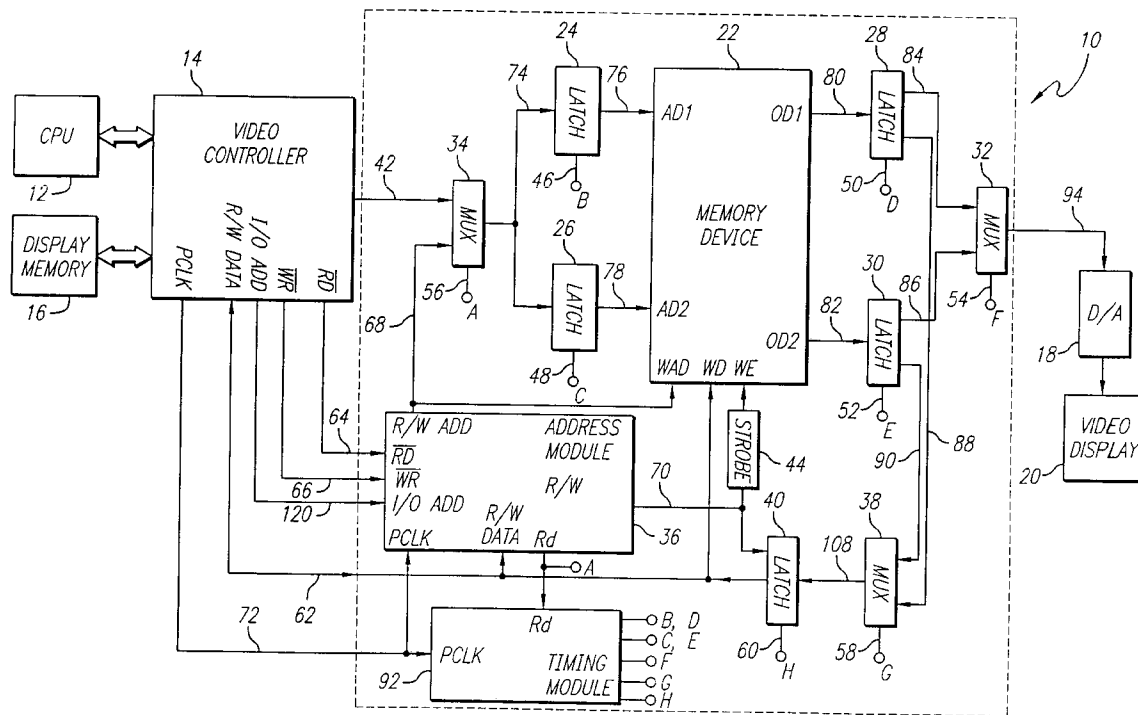 10
14
VIDEO
CONTROLLER
PCLK
R/W DATA
I/O ADD
WR
RD
CPU
12
DISPLAY
MEMORY
16
42
34
MUX
56
A
68
74
24
LATCH
76
46
B
26
LATCH
78
48
C
22
MEMORY
DEVICE
AD1
AD2
OD1
OD2
WAD
WD
WE
80
28
LATCH
84
50
D
82
30
LATCH
86
52
E
32
MUX
54
F
94
D/A
18
VIDEO
DISPLAY
20
88
90
STROBE
44
64
66
120
R/W ADD
ADDRESS
MODULE
RD
WR
I/O ADD
R/W
PCLK
R/W
DATA
Rd
36
70
A
40
LATCH
60
H
108
38
MUX
58
G
62
72
Rd
PCLK
TIMING
MODULE
92
B, D
C, E
F
G
H